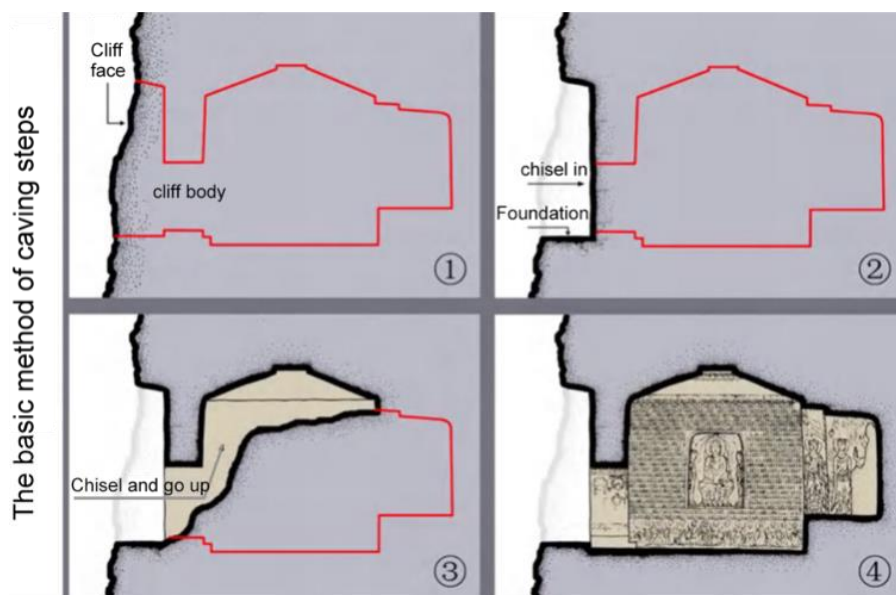 The basic method of caving steps
Cliff
face
cliff body
①
chisel in
Foundation
②
Chisel and go up
③
④